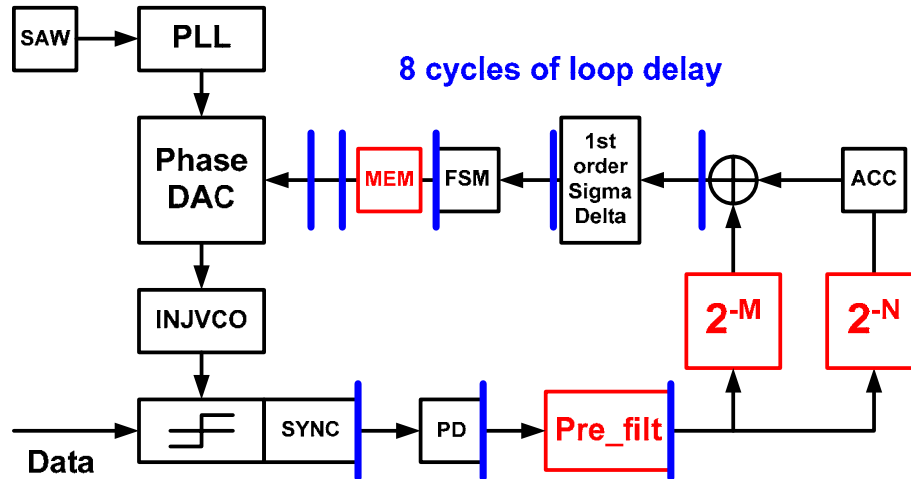 SAW
PLL
8 cycles of loop delay
Phase
DAC
MEM
FSM
1st
order
Sigma
Delta
ACC
INJVCO
2-M
2-N
SYNC
PD
Pre_filt
Data